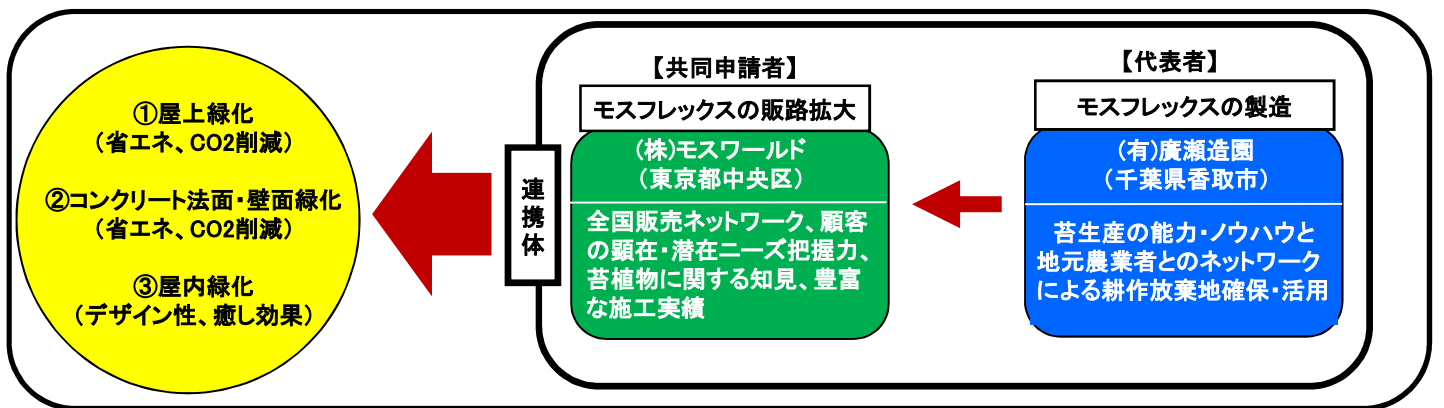 ①屋上緑化
（省エネ、CO2削減）
②コンクリート法面・壁面緑化
（省エネ、CO2削減）
③屋内緑化
（デザイン性、癒し効果）
連携体
【共同申請者】
モスフレックスの販路拡大
（株）モスワールド
（東京都中央区）
全国販売ネットワーク、顧客
の顕在・潜在ニーズ把握力、
苔植物に関する知見、豊富
な施工実績
【代表者】
モスフレックスの製造
（有）廣瀬造園
（千葉県香取市）
苔生産の能力・ノウハウと
地元農業者とのネットワーク
による耕作放棄地確保・活用